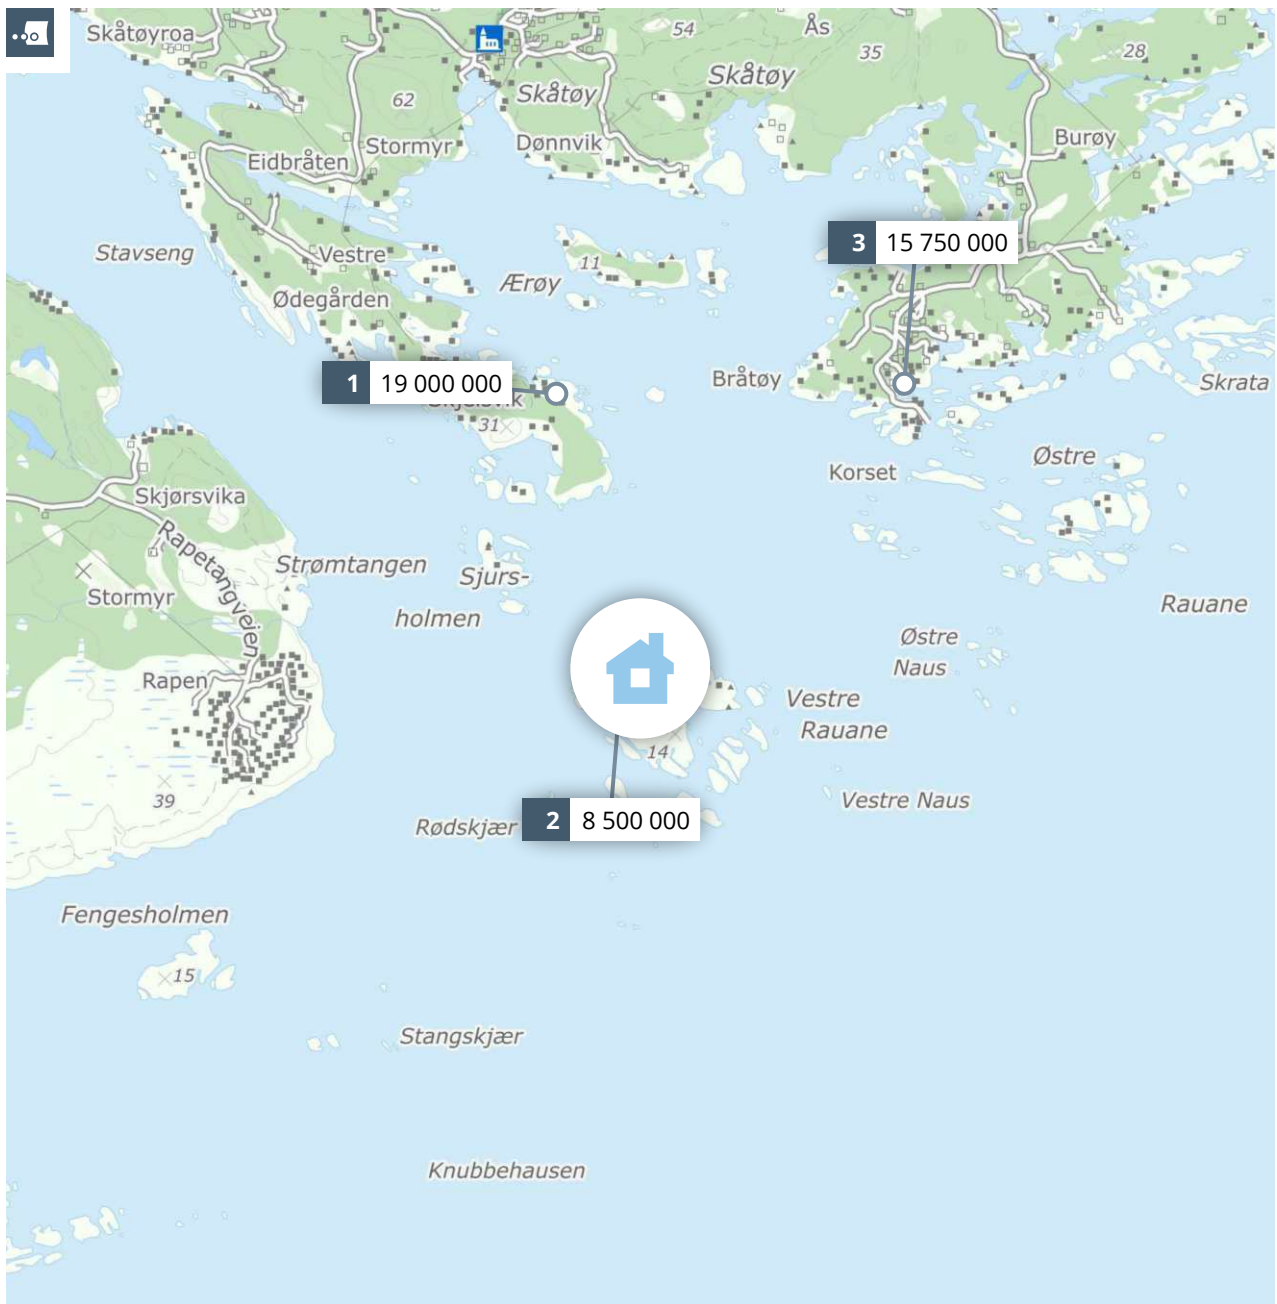 Skåtøyroa
54
Ås
35
28
Skåtøy
Skåtøy
62
Stormyr
Dønnvik
Burøy
Eidbråten
3 15 750 000
Stavseng
Vestre
11
Ærøy
Ødegården
1 19 000 000
Bråtøy
Skrata
31
Østre
Korset
Skjørsvika
Rapetangveien
Strømtangen
Sjurs-
Stormyr
holmen
Rauane
Østre
Naus
Rapen
Vestre
Rauane
14
39
Vestre Naus
2 8 500 000
Rødskjær
Fengesholmen
15
Stangskjær
Knubbehausen